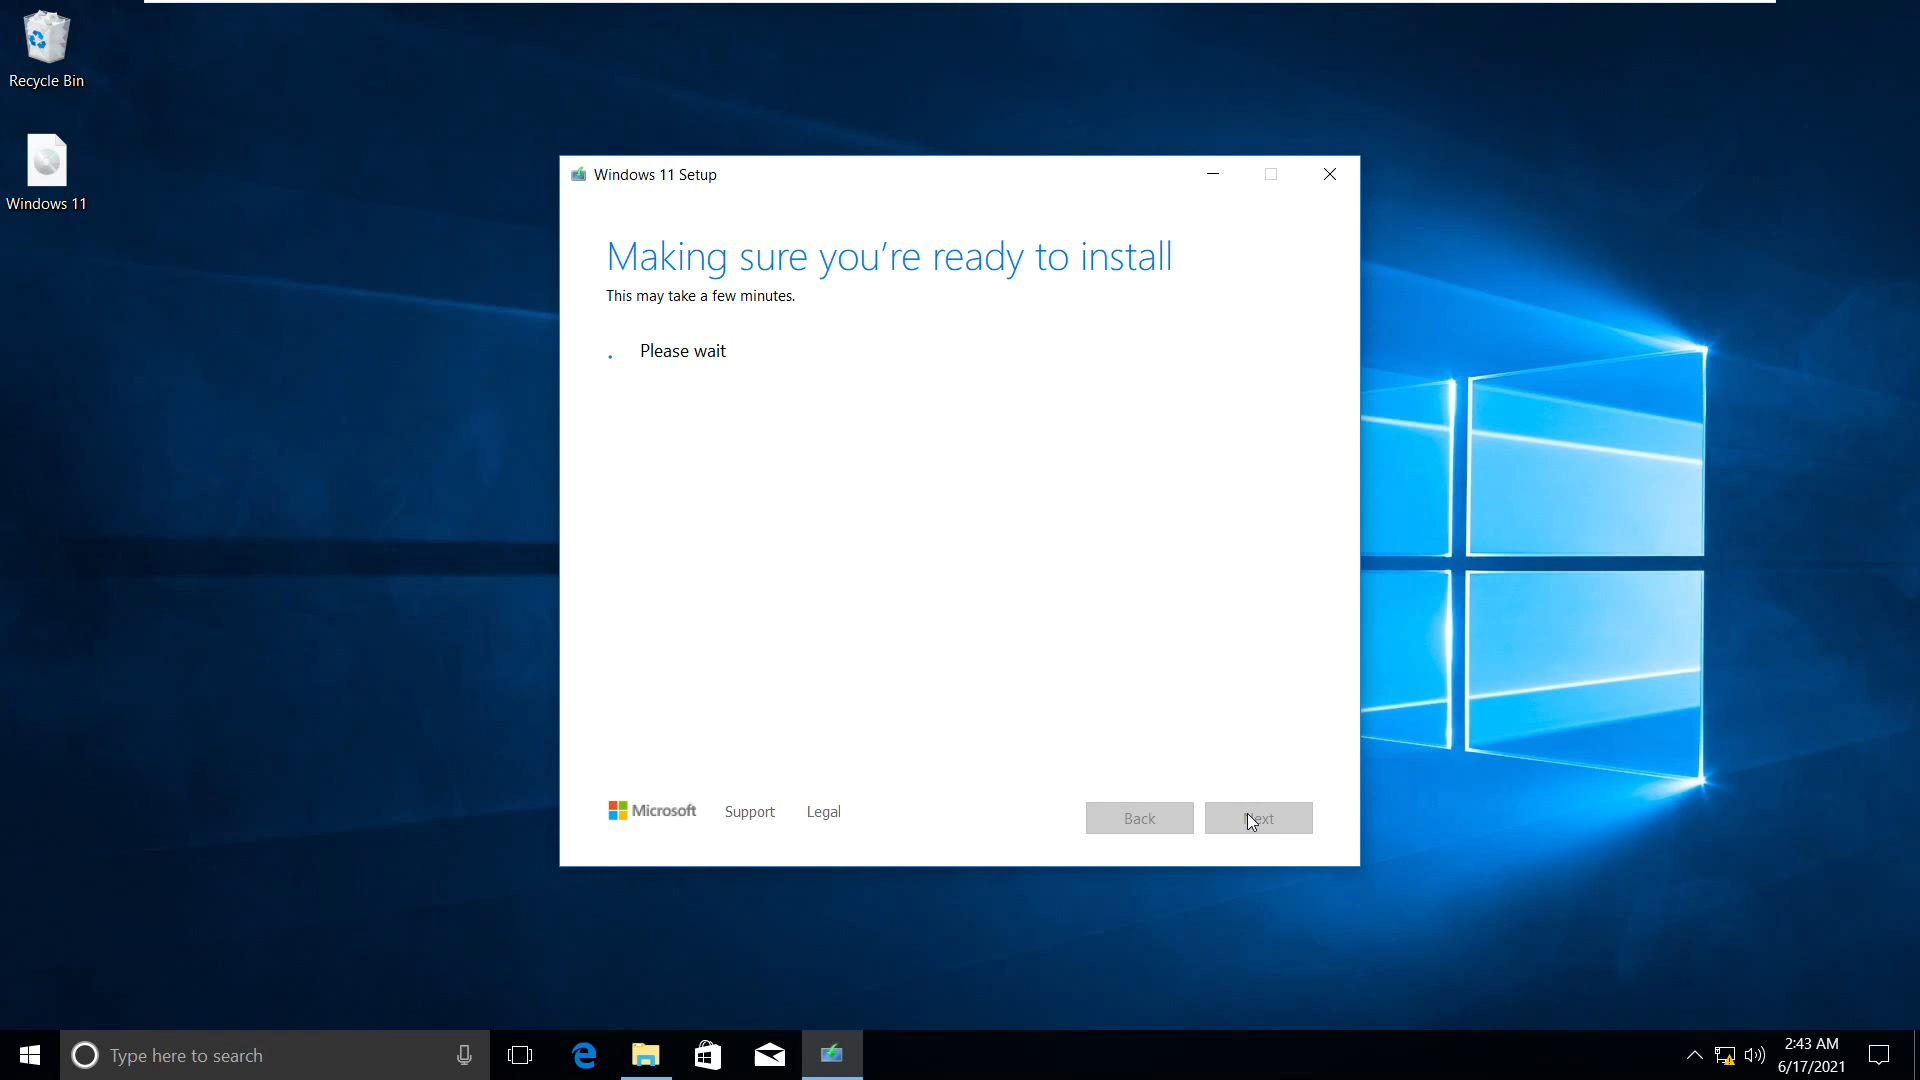 Recycle Bin
Windows 11
Windows 11 Setup
Making sure you're ready to install
This may take a few minutes.
Please wait
Microsoft
Support
Legal
Back
Next
Type here to search
2:43 AM
6/17/2021